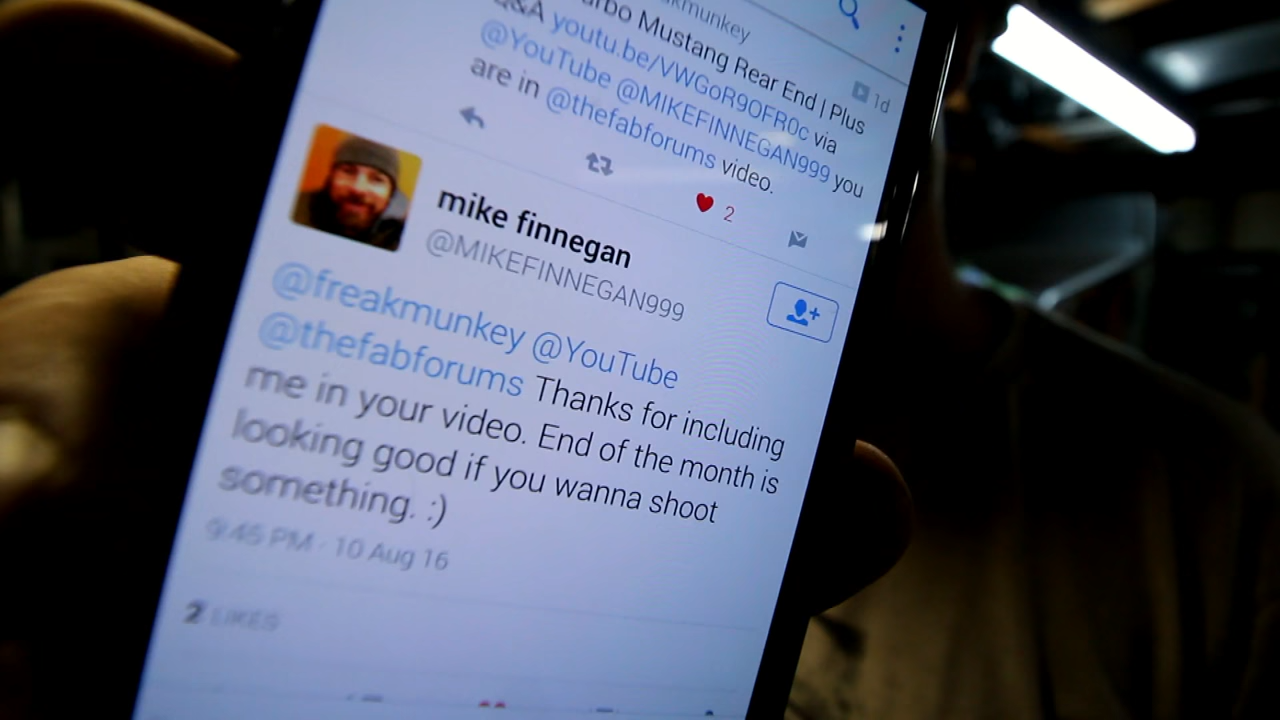 munkey
Mustang Rear End | Plus
Q&A youtu.be/VWGoR9OFR0c via
@YouTube @MIKEFINNEGAN999 you
are in @thefabforums video.
1d
2
mike finnegan
@MIKEFINNEGAN999
@freakmunkey @YouTube
@thefabforums Thanks for including
me in your video. End of the month is
looking good if you wanna shoot
something. :)
9:45 PM · 10 Aug 16
2 LIKES